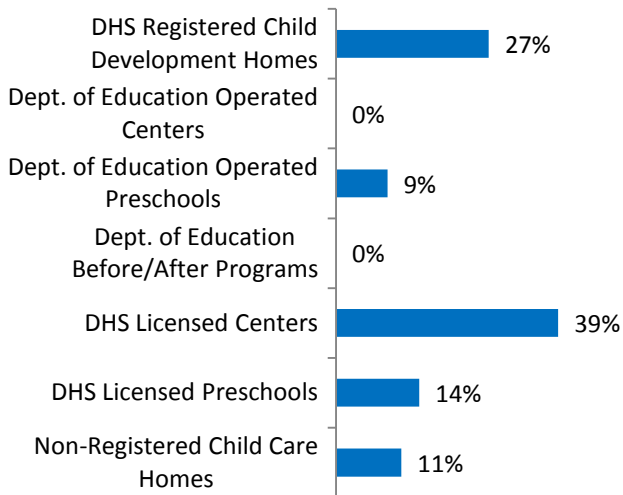 DHS Registered Child
Development Homes
27%
Dept. of Education Operated
Centers
0%
Dept. of Education Operated
Preschools
9%
Dept. of Education
Before/After Programs
0%
DHS Licensed Centers
39%
DHS Licensed Preschools
14%
Non-Registered Child Care
Homes
11%